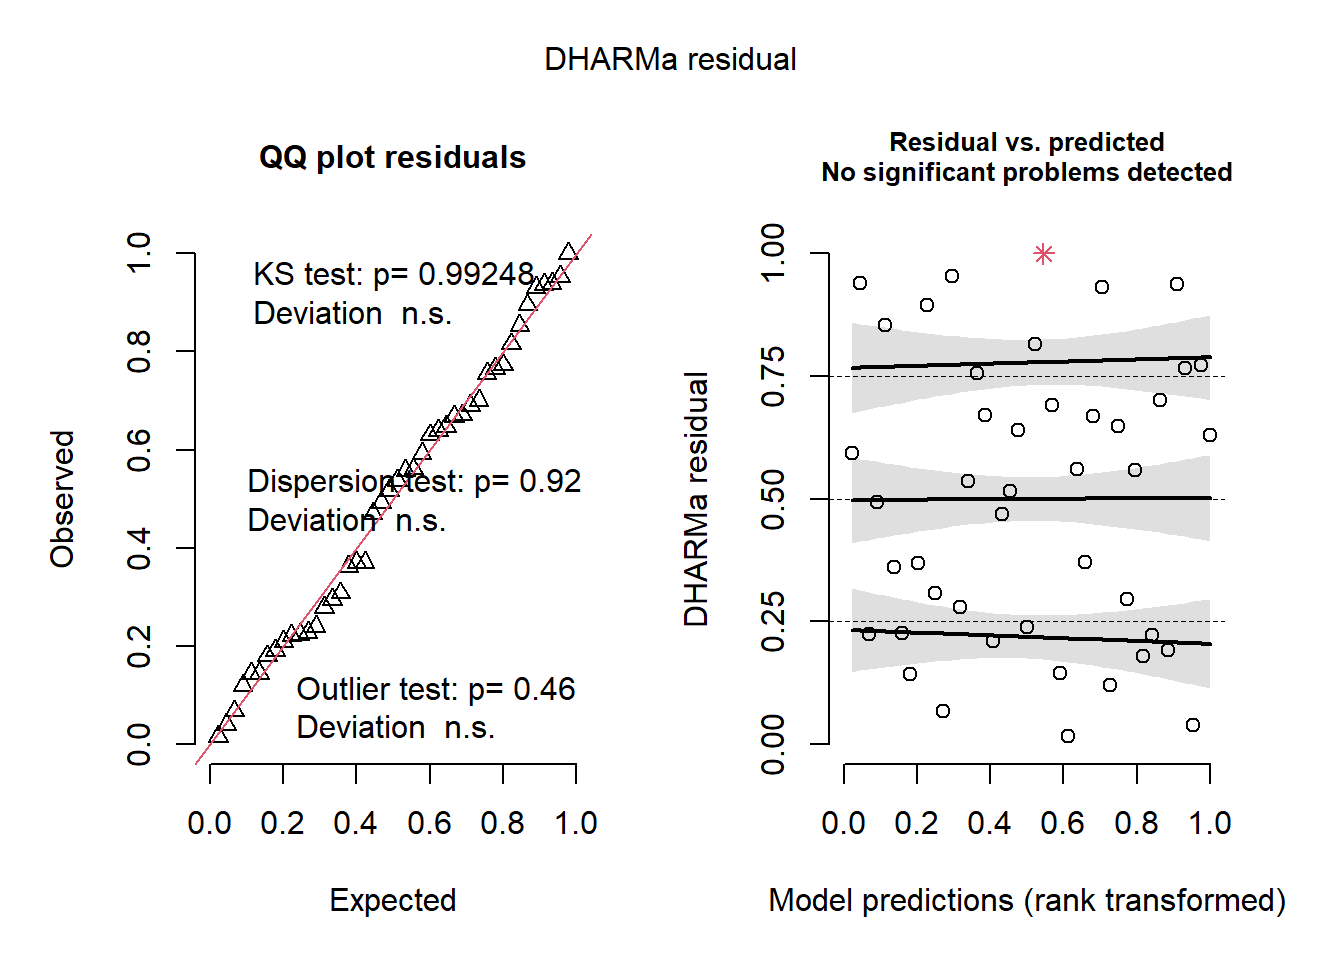 DHARMa residual
QQ plot residuals
KS test: p= 0.99248
Deviation  n.s.
Dispersion test: p= 0.92
Deviation  n.s.
Outlier test: p= 0.46
Deviation  n.s.
Observed
0.0 0.2 0.4 0.6 0.8 1.0
0.0 0.2 0.4 0.6 0.8 1.0
Expected
Residual vs. predicted
No significant problems detected
DHARMa residual
0.00 0.25 0.50 0.75 1.00
0.0 0.2 0.4 0.6 0.8 1.0
Model predictions (rank transformed)